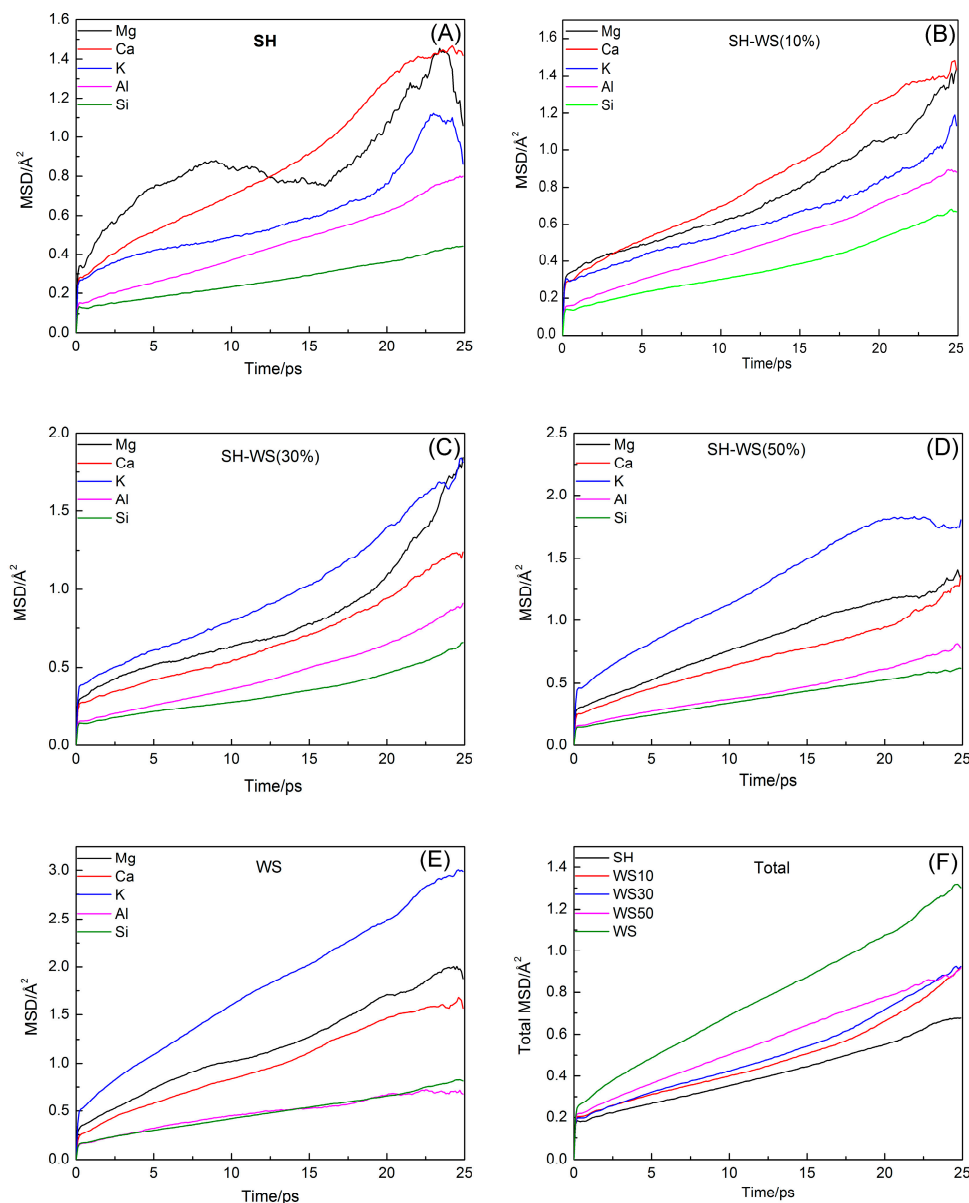 (A)
SH
Mg
Ca
K
Al
Si
1.6
1.4
1.2
1.0
0.8
0.6
0.4
0.2
0.0
MSD/Å²
0 5 10 15 20 25
Time/ps
(B)
SH-WS(10%)
Mg
Ca
K
Al
Si
1.6
1.4
1.2
1.0
0.8
0.6
0.4
0.2
0.0
MSD/Å²
0 5 10 15 20 25
Time/ps
(C)
SH-WS(30%)
Mg
Ca
K
Al
Si
2.0
1.5
1.0
0.5
0.0
MSD/Å²
0 5 10 15 20 25
Time/ps
(D)
SH-WS(50%)
Mg
Ca
K
Al
Si
2.5
2.0
1.5
1.0
0.5
0.0
MSD/Å²
0 5 10 15 20 25
Time/ps
(E)
WS
Mg
Ca
K
Al
Si
3.0
2.5
2.0
1.5
1.0
0.5
0.0
MSD/Å²
0 5 10 15 20 25
Time/ps
(F)
Total
SH
WS10
WS30
WS50
WS
1.4
1.2
1.0
0.8
0.6
0.4
0.2
0.0
Total MSD/Å²
0 5 10 15 20 25
Time/ps